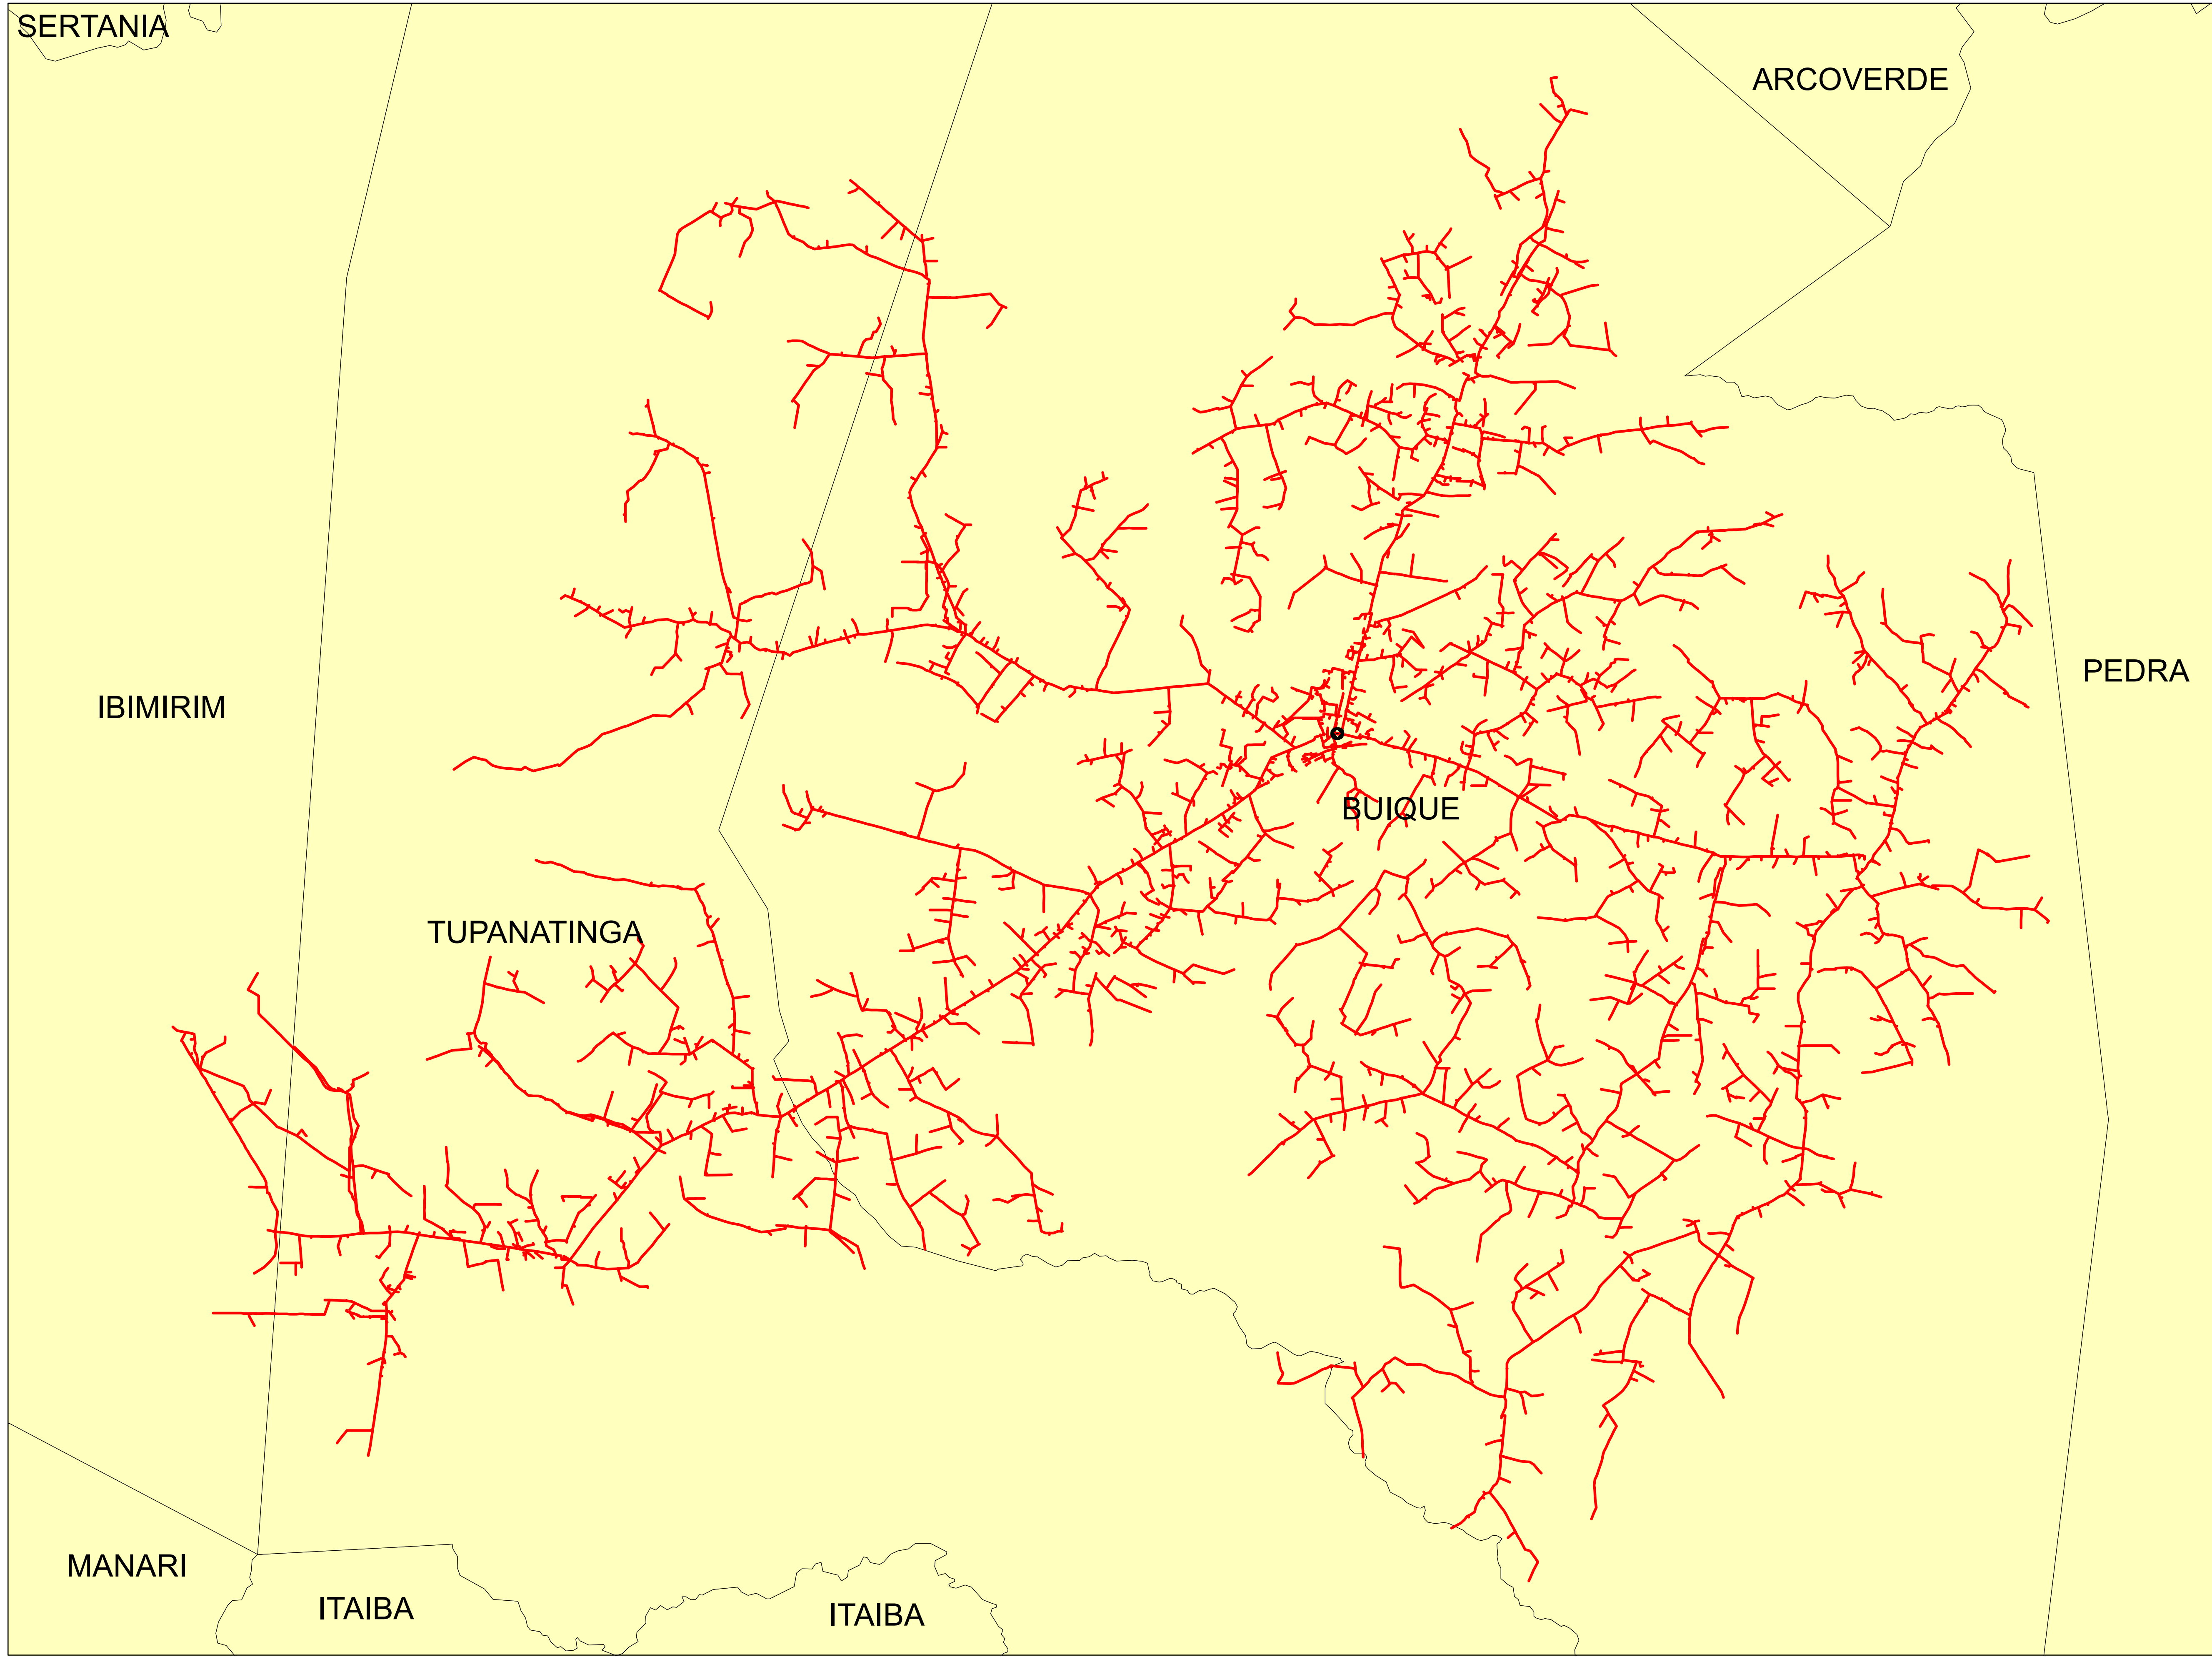 SERTANIA
ARCOVERDE
PEDRA
IBIMIRIM
BUIQUE
TUPANATINGA
MANARI
ITAIBA
ITAIBA